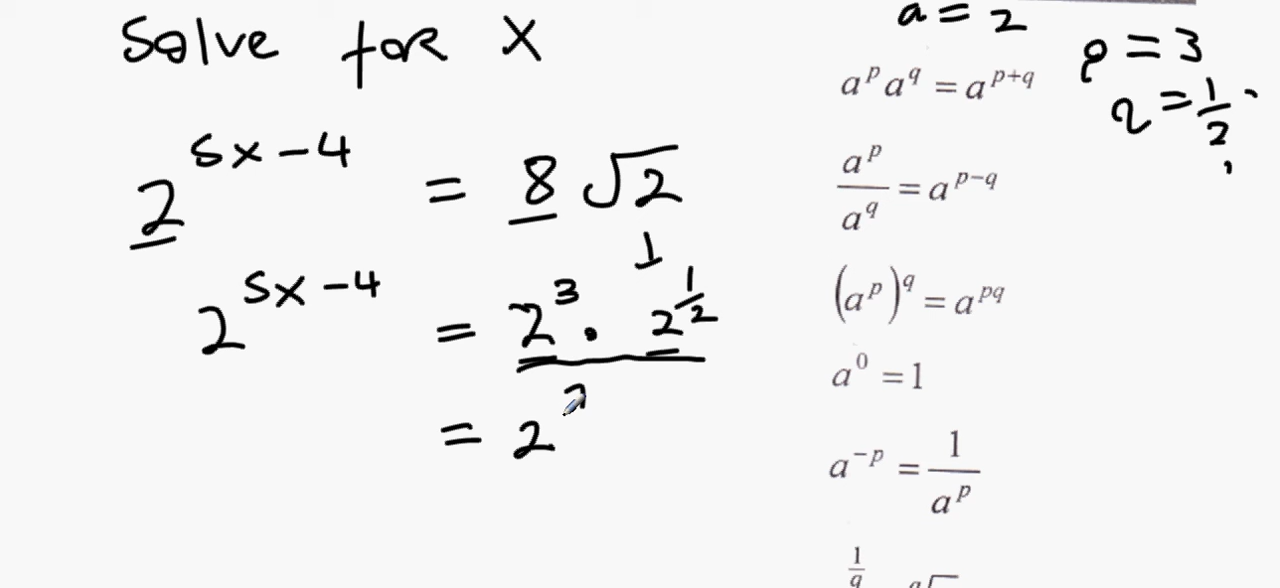 Solve for x
2^{5x-4} = 8√2
1
2^{5x-4} = 2^3 · 2^{1/2}
= 2
a = 2
p = 3
q = 1/2
a^p a^q = a^{p+q}
a^p / a^q = a^{p-q}
(a^p)^q = a^{pq}
a^0 = 1
a^{-p} = 1 / a^p